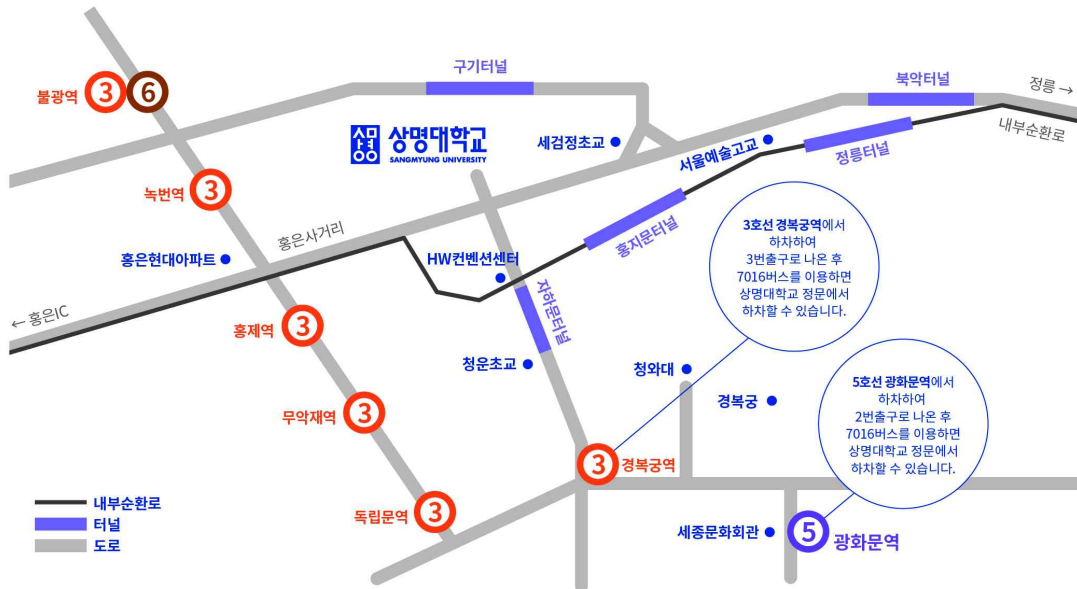 구기터널
북악터널
정릉 →
불광역
3
6
내부순환로
상명
상명대학교
SANGMYUNG UNIVERSITY
세검정초교
서울예술고교
정릉터널
녹번역
3
홍은사거리
홍지문터널
3호선 경복궁역에서
하차하여
3번출구로 나온 후
7016버스를 이용하면
상명대학교 정문에서
하차할 수 있습니다.
홍은현대아파트
HW컨벤션센터
← 홍은IC
자하문터널
홍제역
3
청운초교
청와대
경복궁
5호선 광화문역에서
하차하여
2번출구로 나온 후
7016버스를 이용하면
상명대학교 정문에서
하차할 수 있습니다.
무악재역
3
3
경복궁역
내부순환로
터널
도로
독립문역
3
세종문화회관
5
광화문역